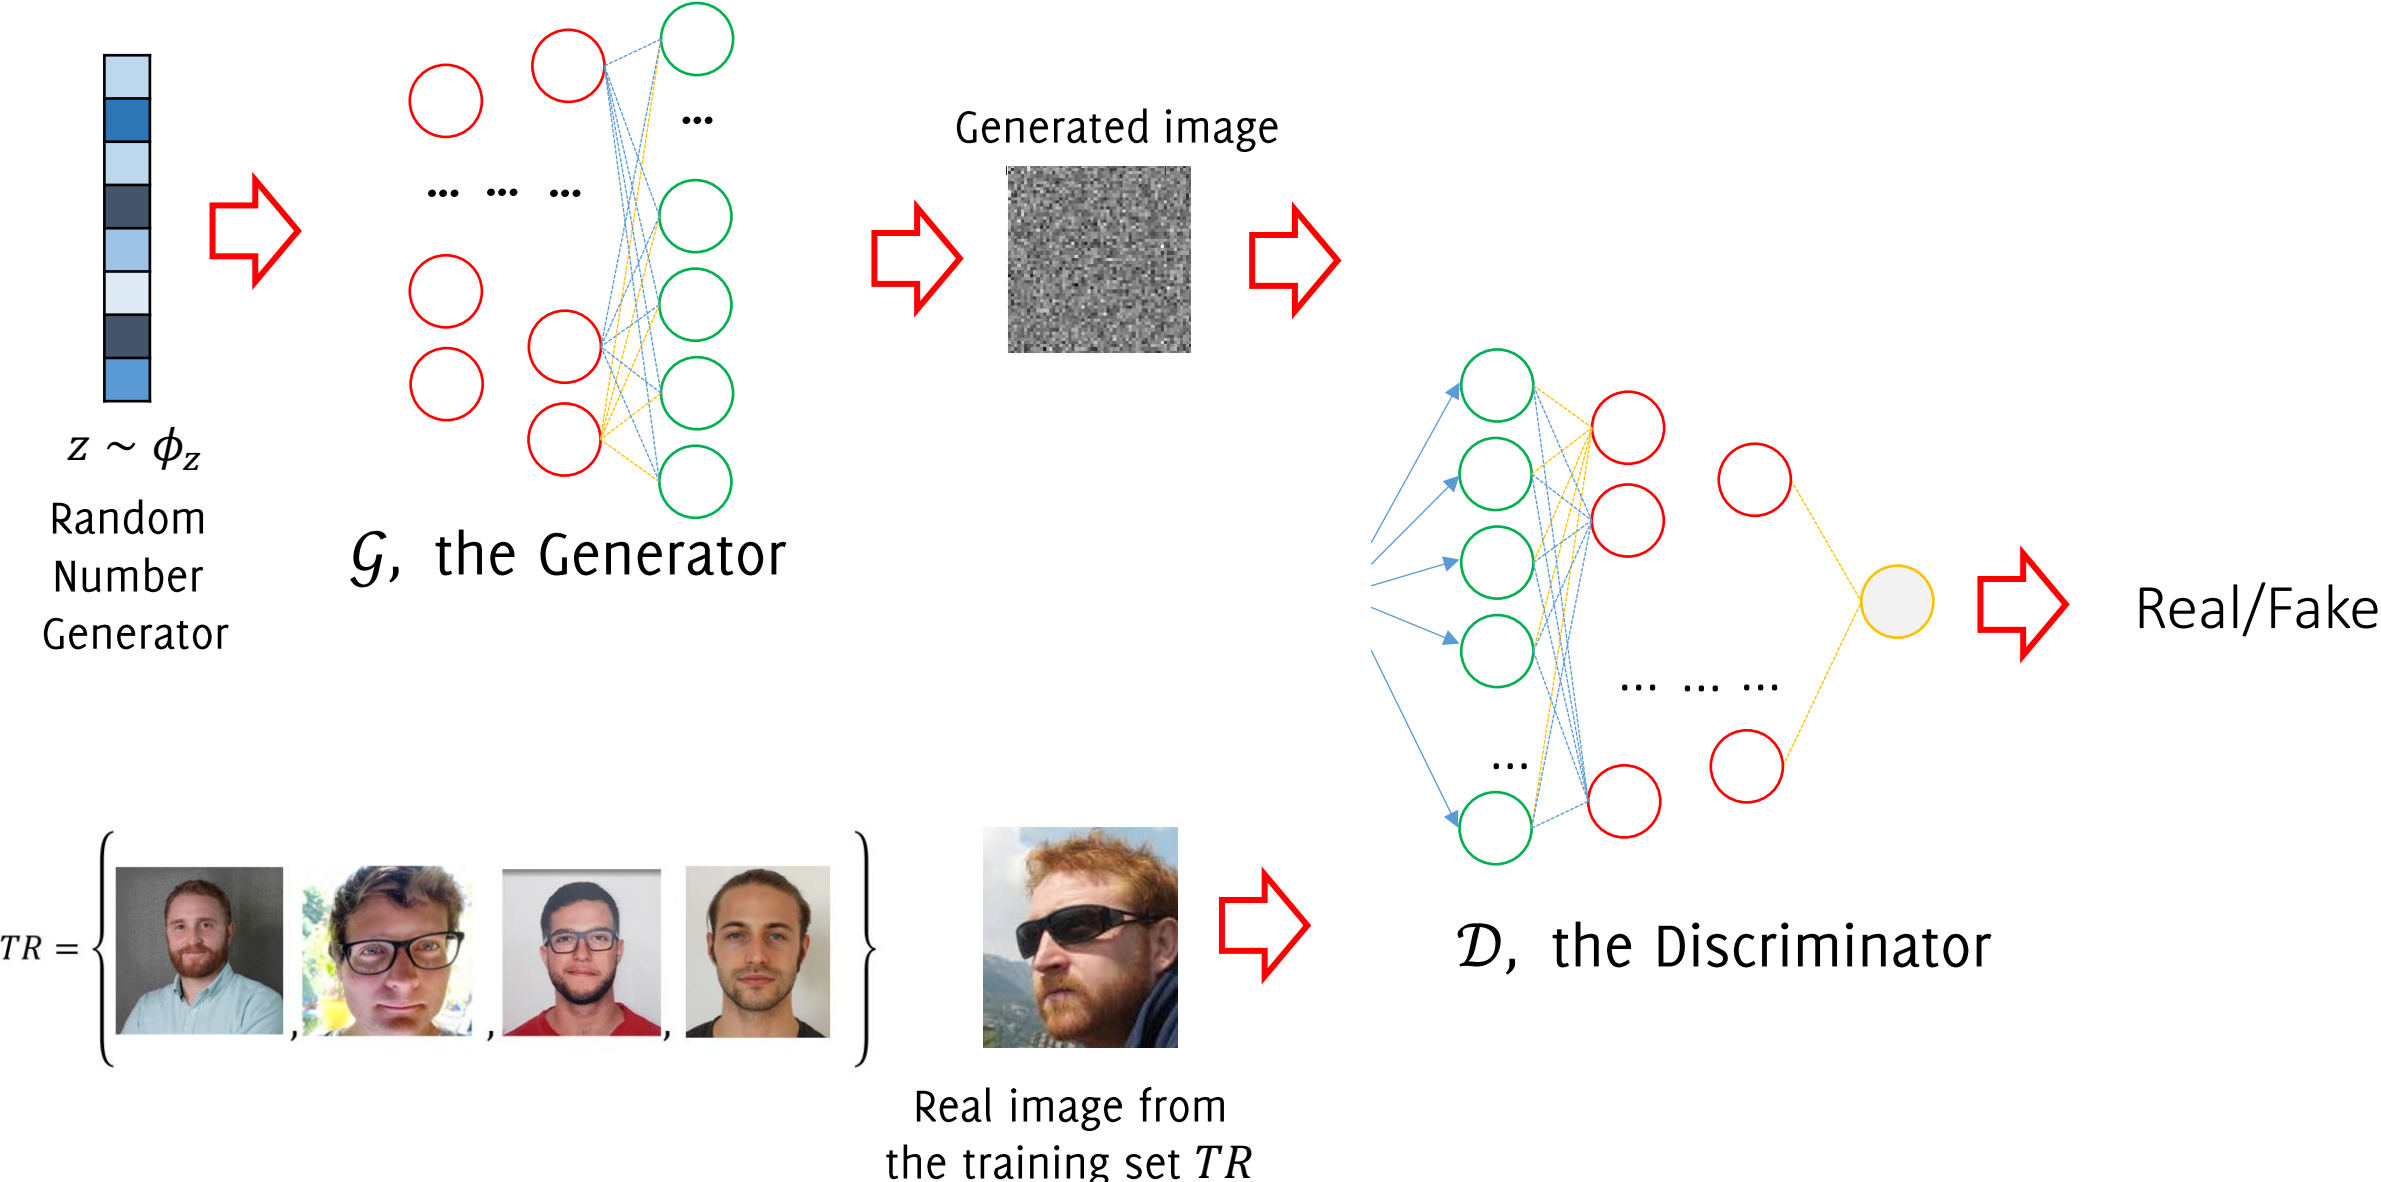 Generated image
z ~ ϕz
Random
Number
Generator
𝒢, the Generator
Real/Fake
𝒟, the Discriminator
TR = { , , , }
Real image from
the training set TR